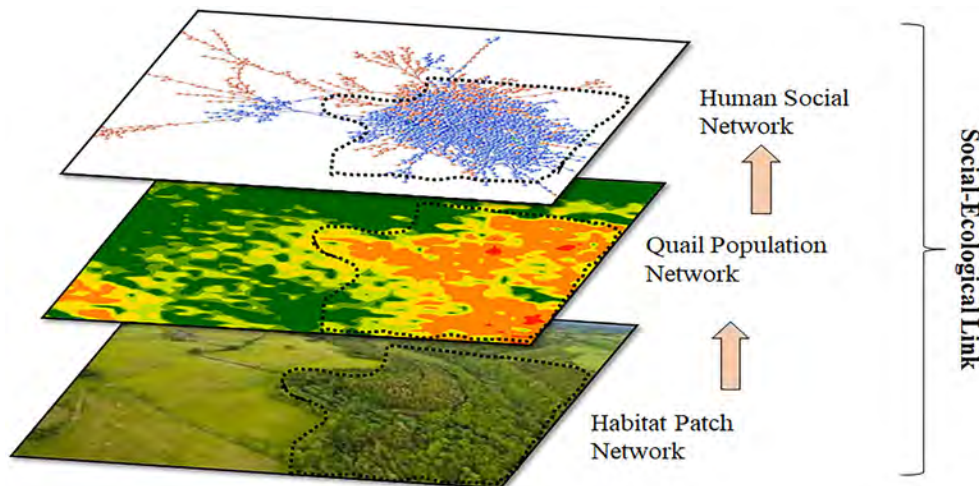 Human Social
Network
Quail Population
Network
Habitat Patch
Network
Social-Ecological Link